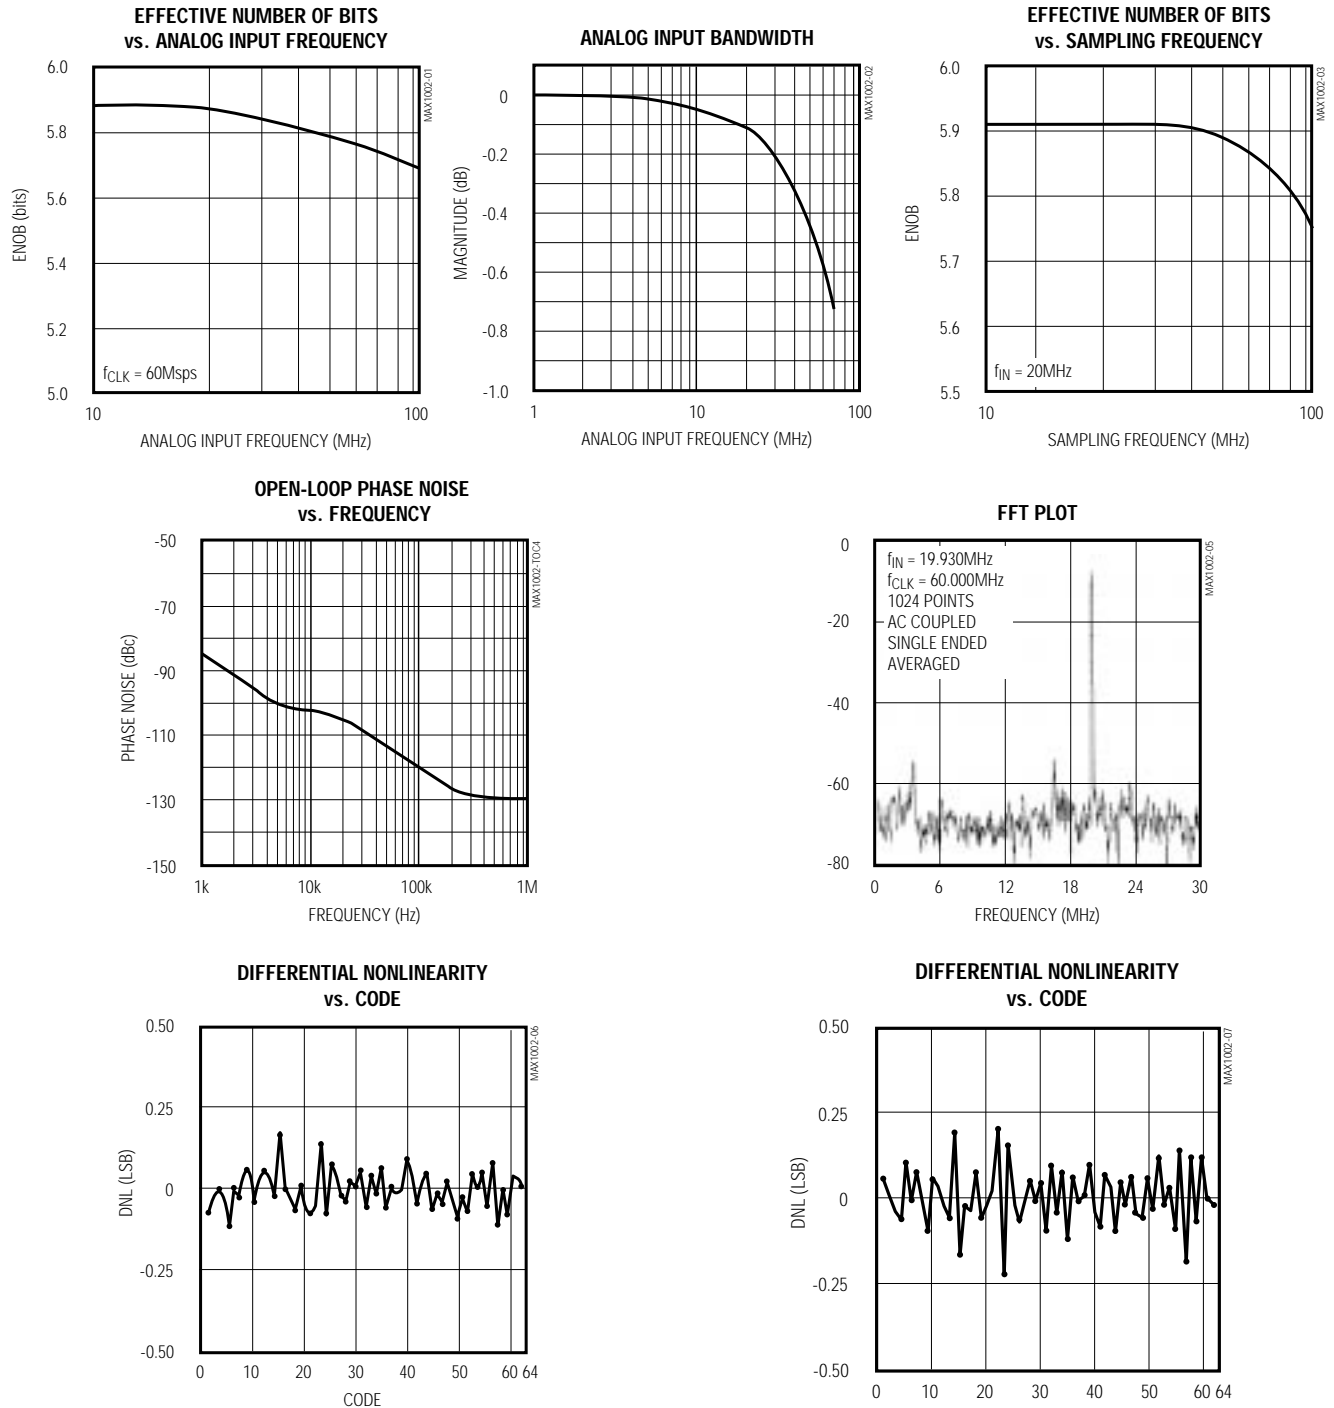 EFFECTIVE NUMBER OF BITS
vs. ANALOG INPUT FREQUENCY
6.0
5.8
5.6
5.4
5.2
5.0
ENOB (bits)
fCLK = 60Msps
10
100
ANALOG INPUT FREQUENCY (MHz)
MAX1002-01
ANALOG INPUT BANDWIDTH
0
-0.2
-0.4
-0.6
-0.8
-1.0
MAGNITUDE (dB)
1
10
100
ANALOG INPUT FREQUENCY (MHz)
MAX1002-02
EFFECTIVE NUMBER OF BITS
vs. SAMPLING FREQUENCY
6.0
5.9
5.8
5.7
5.6
5.5
ENOB
fIN = 20MHz
10
100
SAMPLING FREQUENCY (MHz)
MAX1002-03
OPEN-LOOP PHASE NOISE
vs. FREQUENCY
-50
-70
-90
-110
-130
-150
PHASE NOISE (dBc)
1k
10k
100k
1M
FREQUENCY (Hz)
MAX1002-TOC4
FFT PLOT
0
-20
-40
-60
-80
fIN = 19.930MHz
fCLK = 60.000MHz
1024 POINTS
AC COUPLED
SINGLE ENDED
AVERAGED
0
6
12
18
24
30
FREQUENCY (MHz)
MAX1002-05
DIFFERENTIAL NONLINEARITY
vs. CODE
0.50
0.25
0
-0.25
-0.50
DNL (LSB)
0
10
20
30
40
50
60 64
CODE
MAX1002-06
DIFFERENTIAL NONLINEARITY
vs. CODE
0.50
0.25
0
-0.25
-0.50
DNL (LSB)
0
10
20
30
40
50
60 64
MAX1002-07